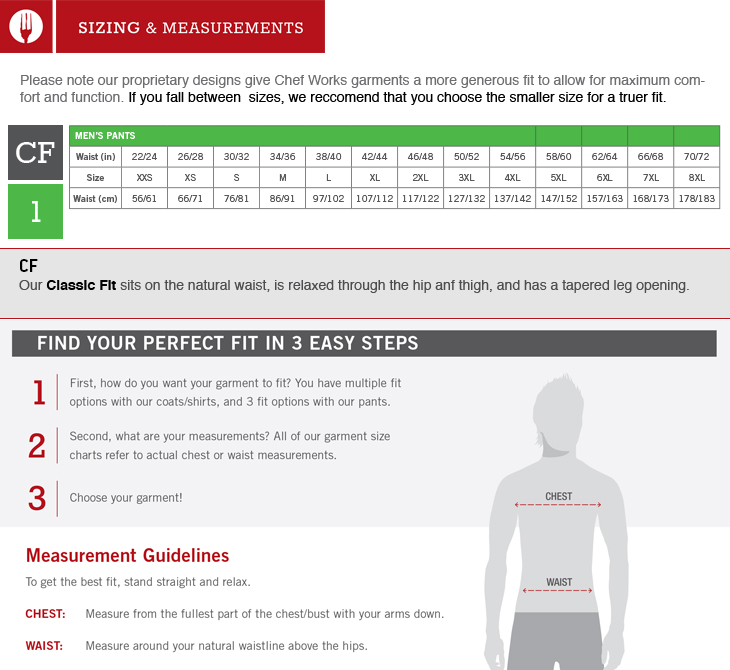 SIZING & MEASUREMENTS
Please note our proprietary designs give Chef Works garments a more generous fit to allow for maximum com-
fort and function. If you fall between  sizes, we reccomend that you choose the smaller size for a truer fit.
CF
1
MEN'S PANTS
Waist (in) 22/24 26/28 30/32 34/36 38/40 42/44 46/48 50/52 54/56 58/60 62/64 66/68 70/72
Size XXS XS S M L XL 2XL 3XL 4XL 5XL 6XL 7XL 8XL
Waist (cm) 56/61 66/71 76/81 86/91 97/102 107/112 117/122 127/132 137/142 147/152 157/163 168/173 178/183
CF
Our Classic Fit sits on the natural waist, is relaxed through the hip anf thigh, and has a tapered leg opening.
FIND YOUR PERFECT FIT IN 3 EASY STEPS
1 First, how do you want your garment to fit? You have multiple fit
options with our coats/shirts, and 3 fit options with our pants.
2 Second, what are your measurements? All of our garment size
charts refer to actual chest or waist measurements.
3 Choose your garment!
CHEST
WAIST
Measurement Guidelines
To get the best fit, stand straight and relax.
CHEST: Measure from the fullest part of the chest/bust with your arms down.
WAIST: Measure around your natural waistline above the hips.